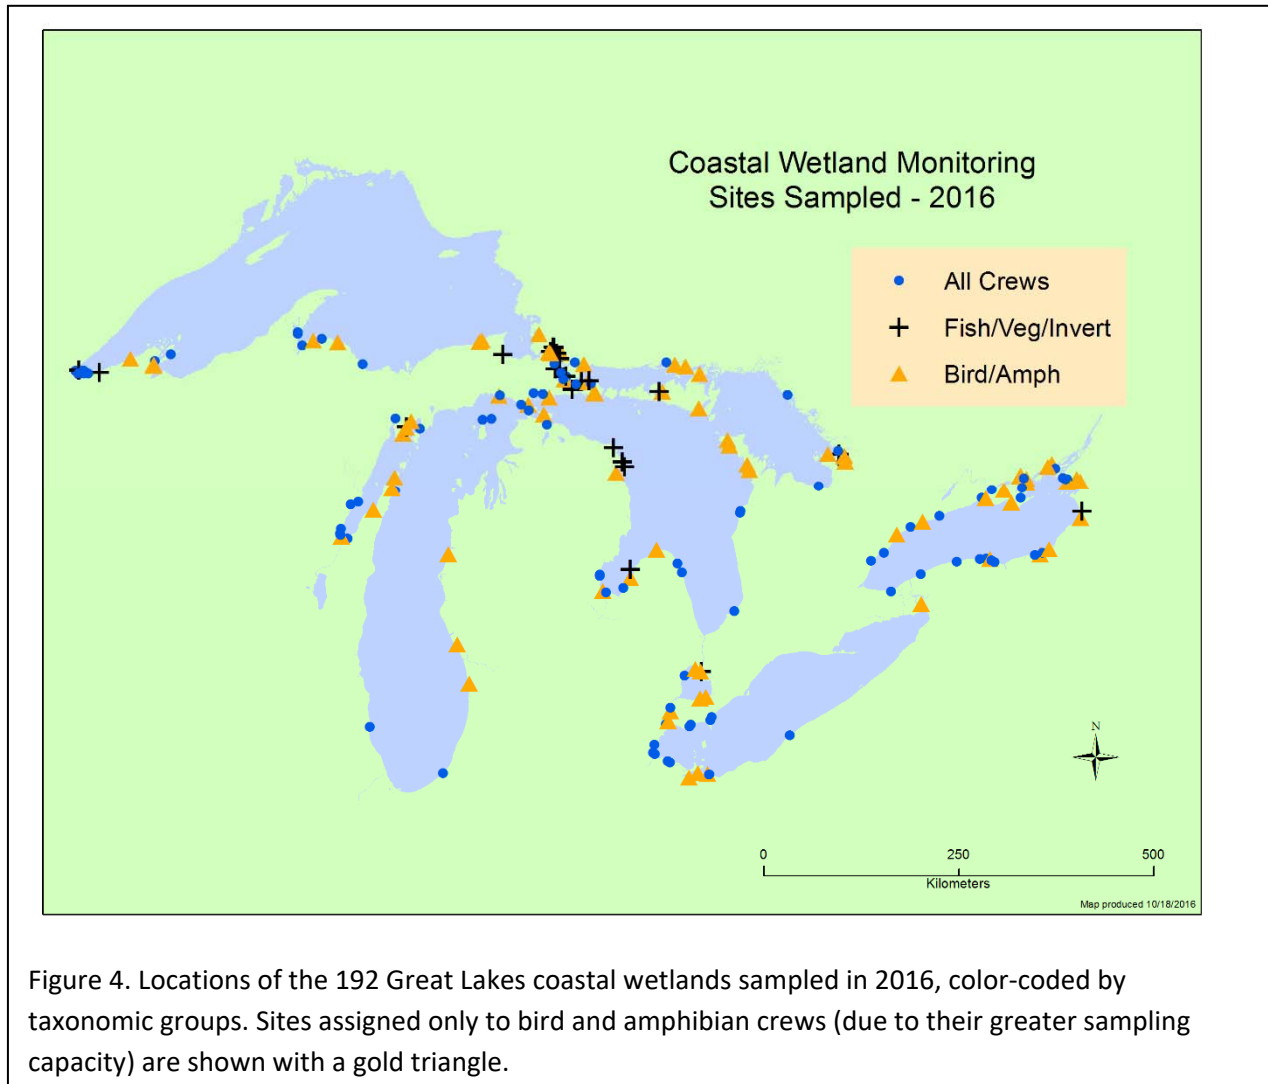 Coastal Wetland Monitoring
Sites Sampled - 2016
All Crews
Fish/Veg/Invert
Bird/Amph
N
0 250 500
Kilometers
Map produced 10/18/2016
Figure 4. Locations of the 192 Great Lakes coastal wetlands sampled in 2016, color-coded by
taxonomic groups. Sites assigned only to bird and amphibian crews (due to their greater sampling
capacity) are shown with a gold triangle.